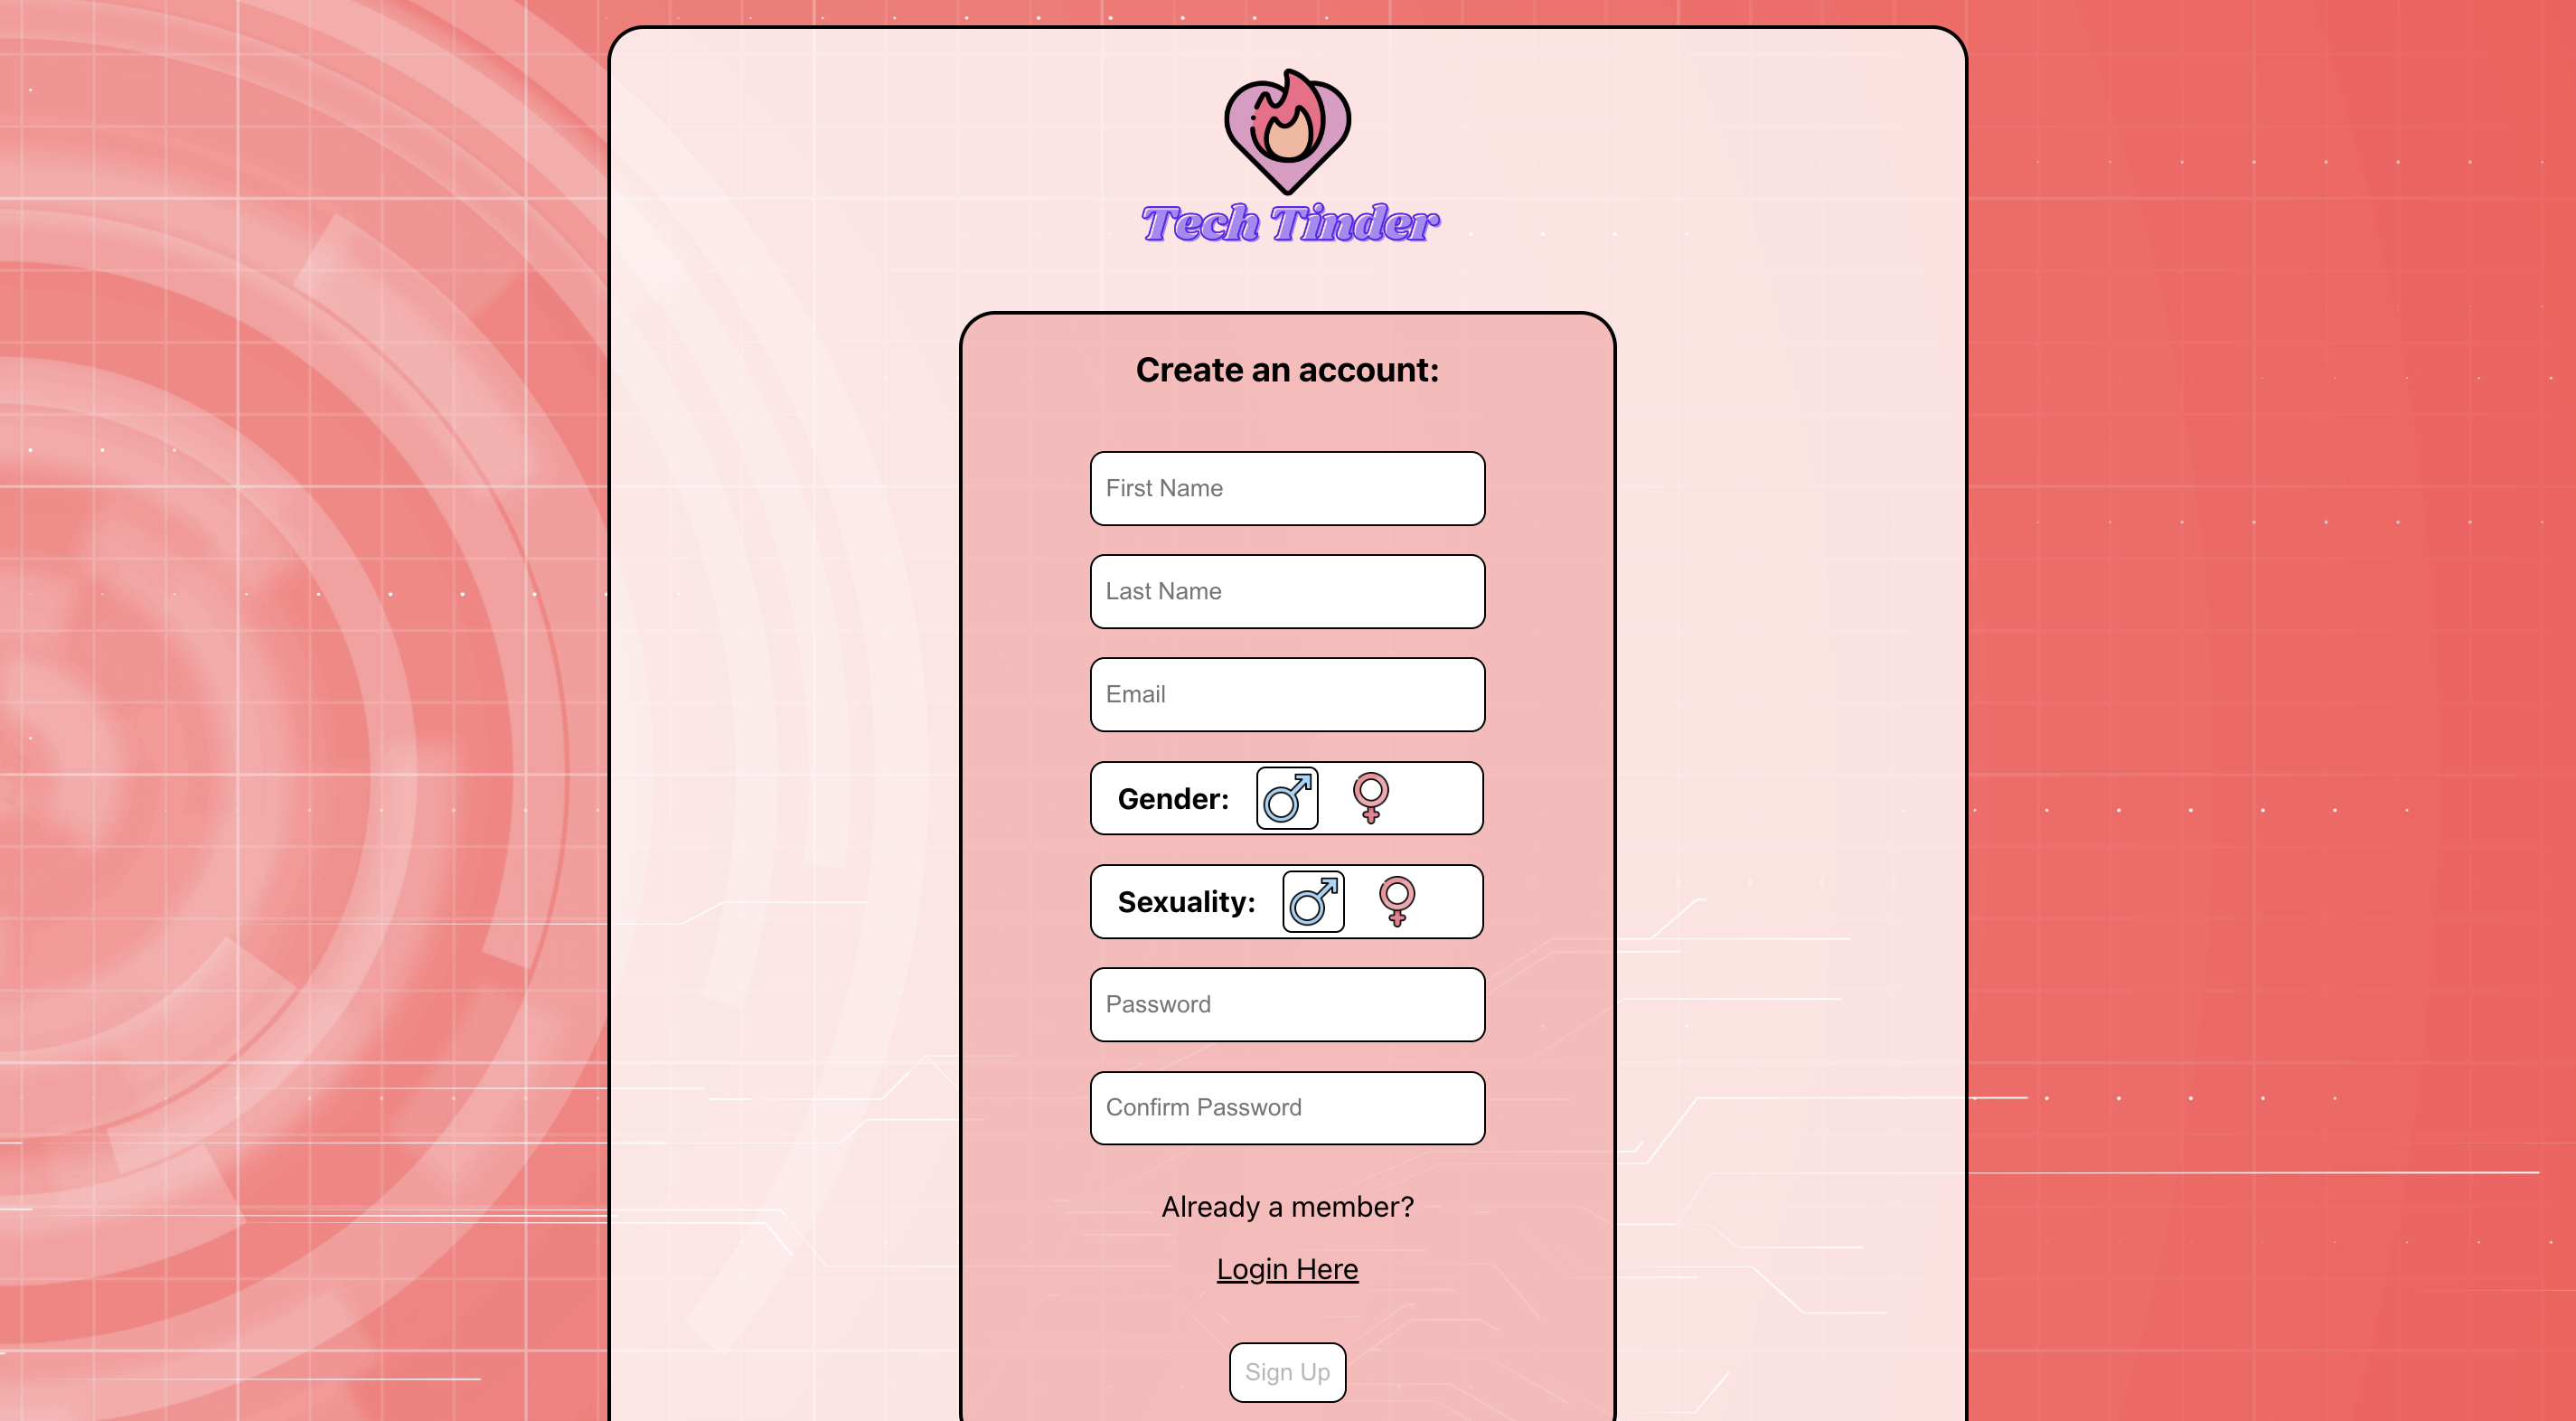 Tech Tinder
Create an account:
First Name
Last Name
Email
Gender:
Sexuality:
Password
Confirm Password
Already a member?
Login Here
Sign Up